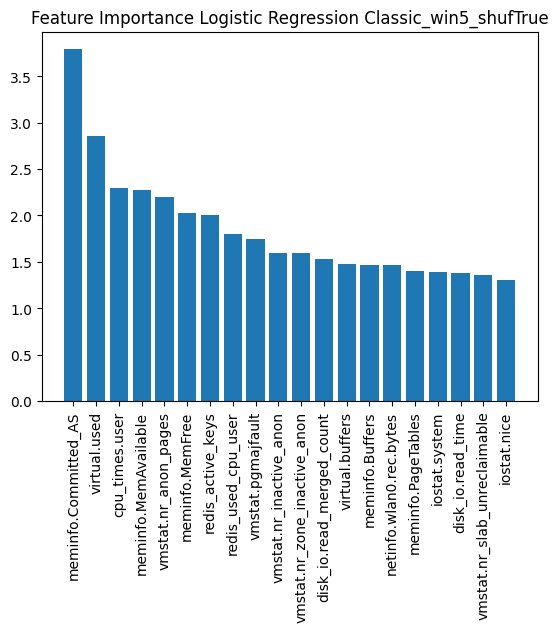 Feature Importance Logistic Regression Classic_win5_shufTrue
3.5
3.0
2.5
2.0
1.5
1.0
0.5
0.0
meminfo.Committed_AS
virtual.used
cpu_times.user
meminfo.MemAvailable
vmstat.nr_anon_pages
meminfo.MemFree
redis_active_keys
redis_used_cpu_user
vmstat.pgmajfault
vmstat.nr_inactive_anon
vmstat.nr_zone_inactive_anon
disk_io.read_merged_count
virtual.buffers
meminfo.Buffers
netinfo.wlan0.rec.bytes
meminfo.PageTables
iostat.system
disk_io.read_time
vmstat.nr_slab_unreclaimable
iostat.nice